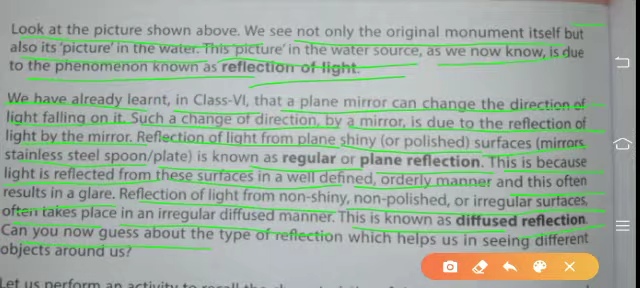 Look at the picture shown above. We see not only the original monument itself but
also its 'picture' in the water. This 'picture' in the water source, as we now know, is due
to the phenomenon known as reflection of light.
We have already learnt, in Class-VI, that a plane mirror can change the direction of
light falling on it. Such a change of direction, by a mirror, is due to the reflection of
light by the mirror. Reflection of light from plane shiny (or polished) surfaces (mirrors,
stainless steel spoon/plate) is known as regular or plane reflection. This is because
light is reflected from these surfaces in a well defined, orderly manner and this often
results in a glare. Reflection of light from non-shiny, non-polished, or irregular surfaces,
often takes place in an irregular diffused manner. This is known as diffused reflection.
Can you now guess about the type of reflection which helps us in seeing different
objects around us?
Let us perform an activity to recall the